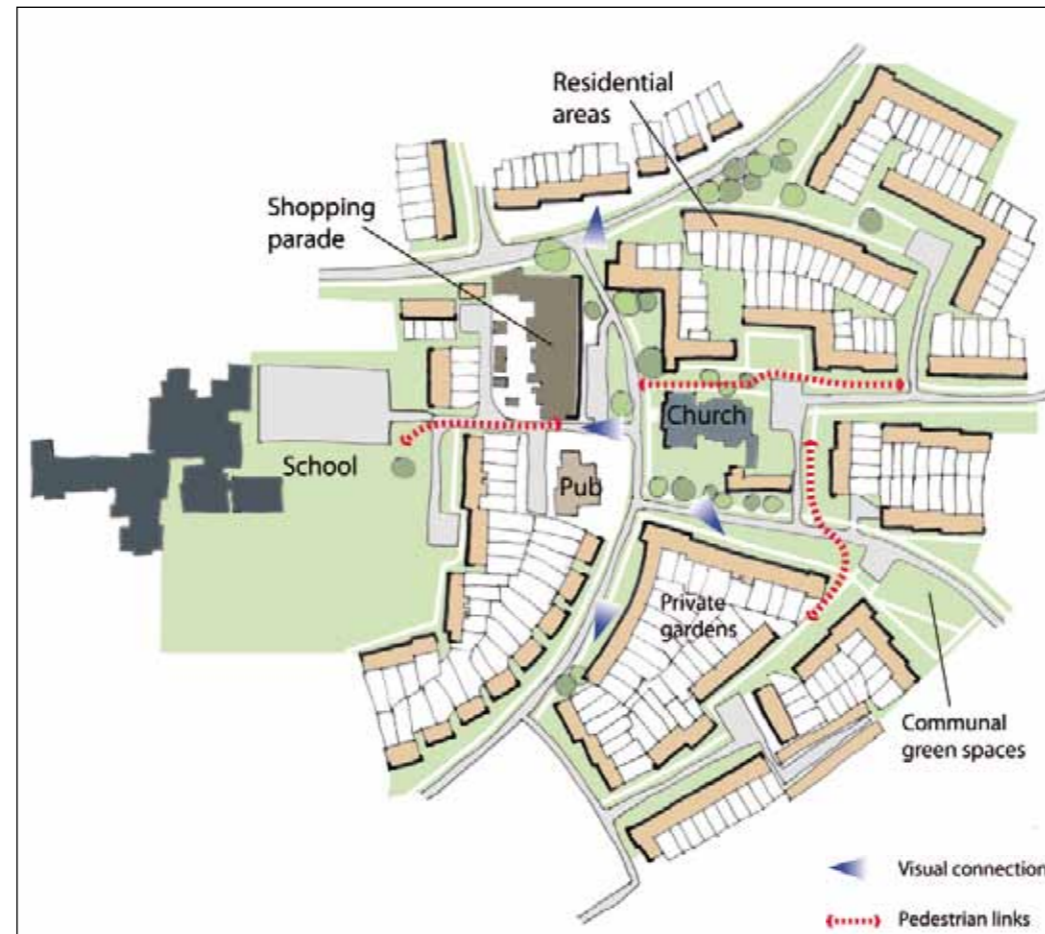 Residential
areas
Shopping
parade
Church
School
Pub
Private
gardens
Communal
green spaces
Visual connection
Pedestrian links